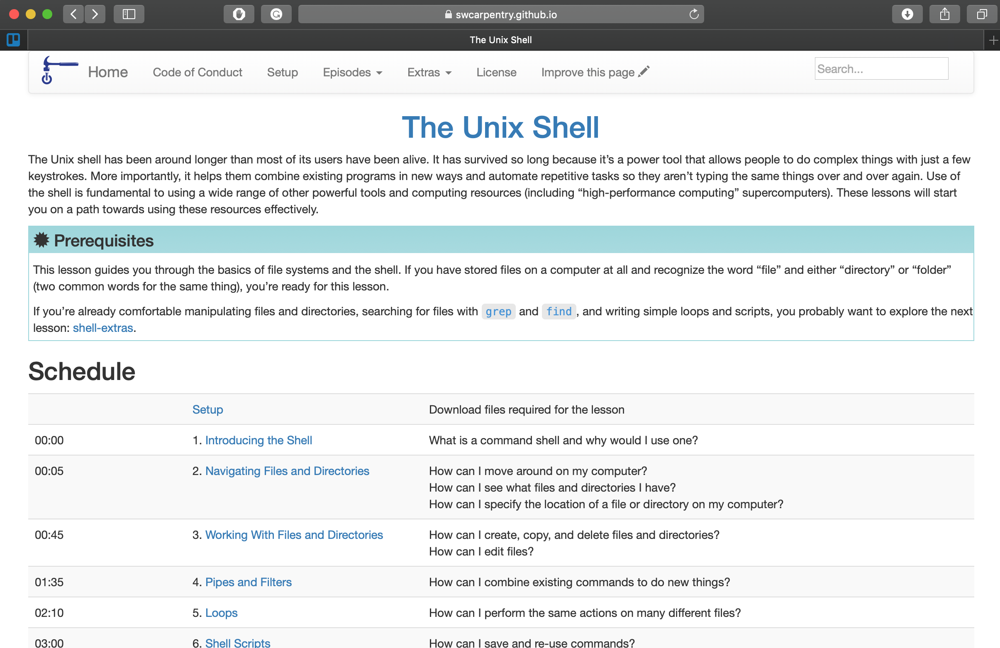 swcarpentry.github.io
The Unix Shell
Home Code of Conduct Setup Episodes Extras License Improve this page Search...
The Unix Shell
The Unix shell has been around longer than most of its users have been alive. It has survived so long because it’s a power tool that allows people to do complex things with just a few
keystrokes. More importantly, it helps them combine existing programs in new ways and automate repetitive tasks so they aren’t typing the same things over and over again. Use of
the shell is fundamental to using a wide range of other powerful tools and computing resources (including “high-performance computing” supercomputers). These lessons will start
you on a path towards using these resources effectively.
Prerequisites
This lesson guides you through the basics of file systems and the shell. If you have stored files on a computer at all and recognize the word “file” and either “directory” or “folder”
(two common words for the same thing), you’re ready for this lesson.
If you’re already comfortable manipulating files and directories, searching for files with grep and find, and writing simple loops and scripts, you probably want to explore the next
lesson: shell-extras.
Schedule
Setup Download files required for the lesson
00:00 1. Introducing the Shell What is a command shell and why would I use one?
00:05 2. Navigating Files and Directories How can I move around on my computer?
How can I see what files and directories I have?
How can I specify the location of a file or directory on my computer?
00:45 3. Working With Files and Directories How can I create, copy, and delete files and directories?
How can I edit files?
01:35 4. Pipes and Filters How can I combine existing commands to do new things?
02:10 5. Loops How can I perform the same actions on many different files?
03:00 6. Shell Scripts How can I save and re-use commands?